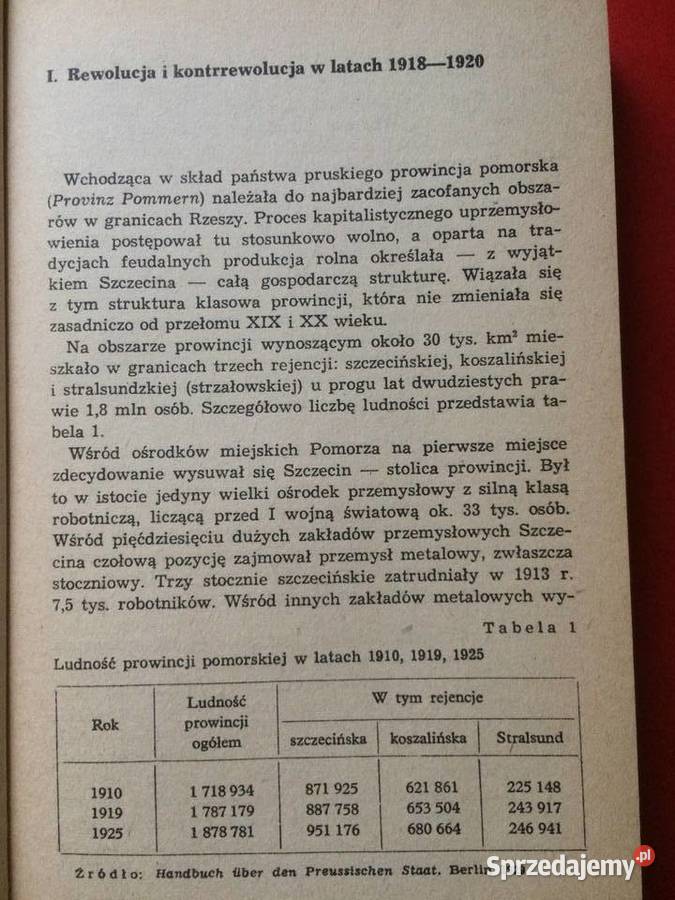 I. Rewolucja i kontrrewolucja w latach 1918—1920
Wchodząca w skład państwa pruskiego prowincja pomorska
(Provinz Pommern) należała do najbardziej zacofanych obsza-
rów w granicach Rzeszy. Proces kapitalistycznego uprzemysło-
wienia postępował tu stosunkowo wolno, a oparta na tra-
dycjach feudalnych produkcja rolna określała — z wyjąt-
kiem Szczecina — całą gospodarczą strukturę. Wiązała się
z tym struktura klasowa prowincji, która nie zmieniała się
zasadniczo od przełomu XIX i XX wieku.
Na obszarze prowincji wynoszącym około 30 tys. km² mie-
szkało w granicach trzech rejencji: szczecińskiej, koszalińskiej
i stralsundzkiej (strzałowskiej) u progu lat dwudziestych pra-
wie 1,8 mln osób. Szczegółowo liczbę ludności przedstawia ta-
bela 1.
Wśród ośrodków miejskich Pomorza na pierwsze miejsce
zdecydowanie wysuwał się Szczecin — stolica prowincji. Był
to w istocie jedyny wielki ośrodek przemysłowy z silną klasą
robotniczą, liczącą przed I wojną światową ok. 33 tys. osób.
Wśród pięćdziesięciu dużych zakładów przemysłowych Szcze-
cina czołową pozycję zajmował przemysł metalowy, zwłaszcza
stoczniowy. Trzy stocznie szczecińskie zatrudniały w 1913 r.
7,5 tys. robotników. Wśród innych zakładów metalowych wy-
Tabela 1
Ludność prowincji pomorskiej w latach 1910, 1919, 1925
Rok Ludność prowincji ogółem W tym rejencje
szczecińska koszalińska Stralsund
1910 1 718 934 871 925 621 861 225 148
1919 1 787 179 887 758 653 504 243 917
1925 1 878 781 951 176 680 664 246 941
Źródło: Handbuch über den Preussischen Staat. Berlin
Sprzedajemy.pl